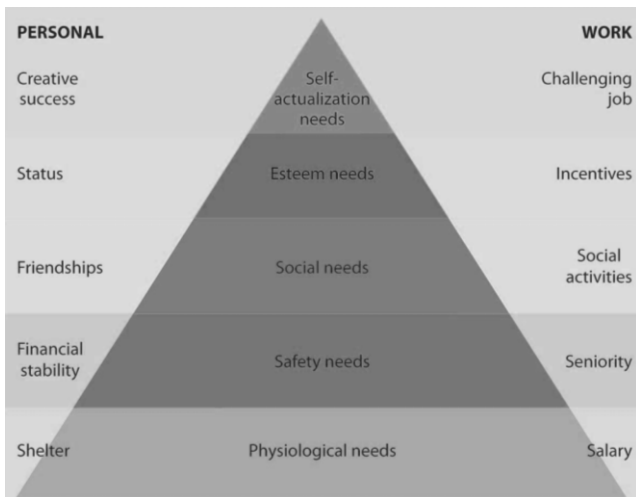 PERSONAL
WORK
Creative
success
Self-
actualization
needs
Challenging
job
Status
Esteem needs
Incentives
Friendships
Social needs
Social
activities
Financial
stability
Safety needs
Seniority
Shelter
Physiological needs
Salary